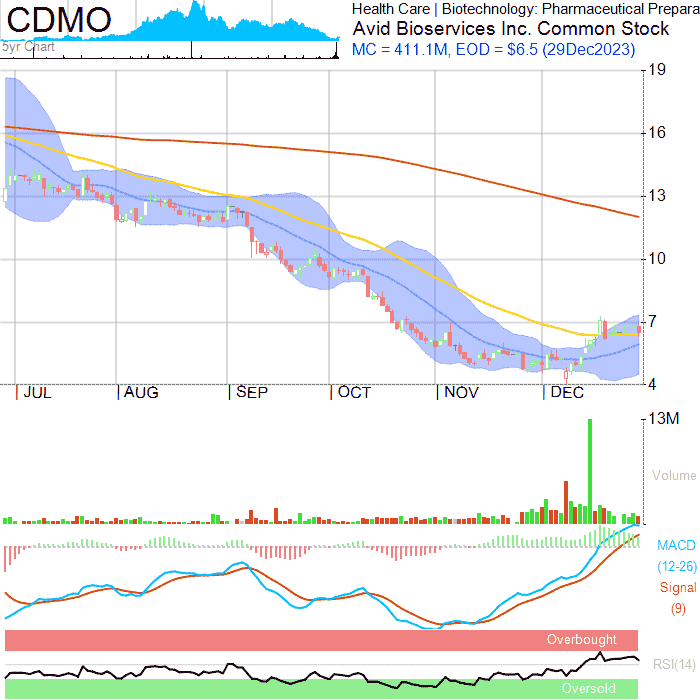 CDMO
5yr Chart
Health Care | Biotechnology: Pharmaceutical Prepara
Avid Bioservices Inc. Common Stock
MC = 411.1M, EOD = $6.5 (29Dec2023)
19
16
13
10
7
4
JUL AUG SEP OCT NOV DEC
13M
Volume
MACD
(12-26)
Signal
(9)
Overbought
RSI(14)
Oversold